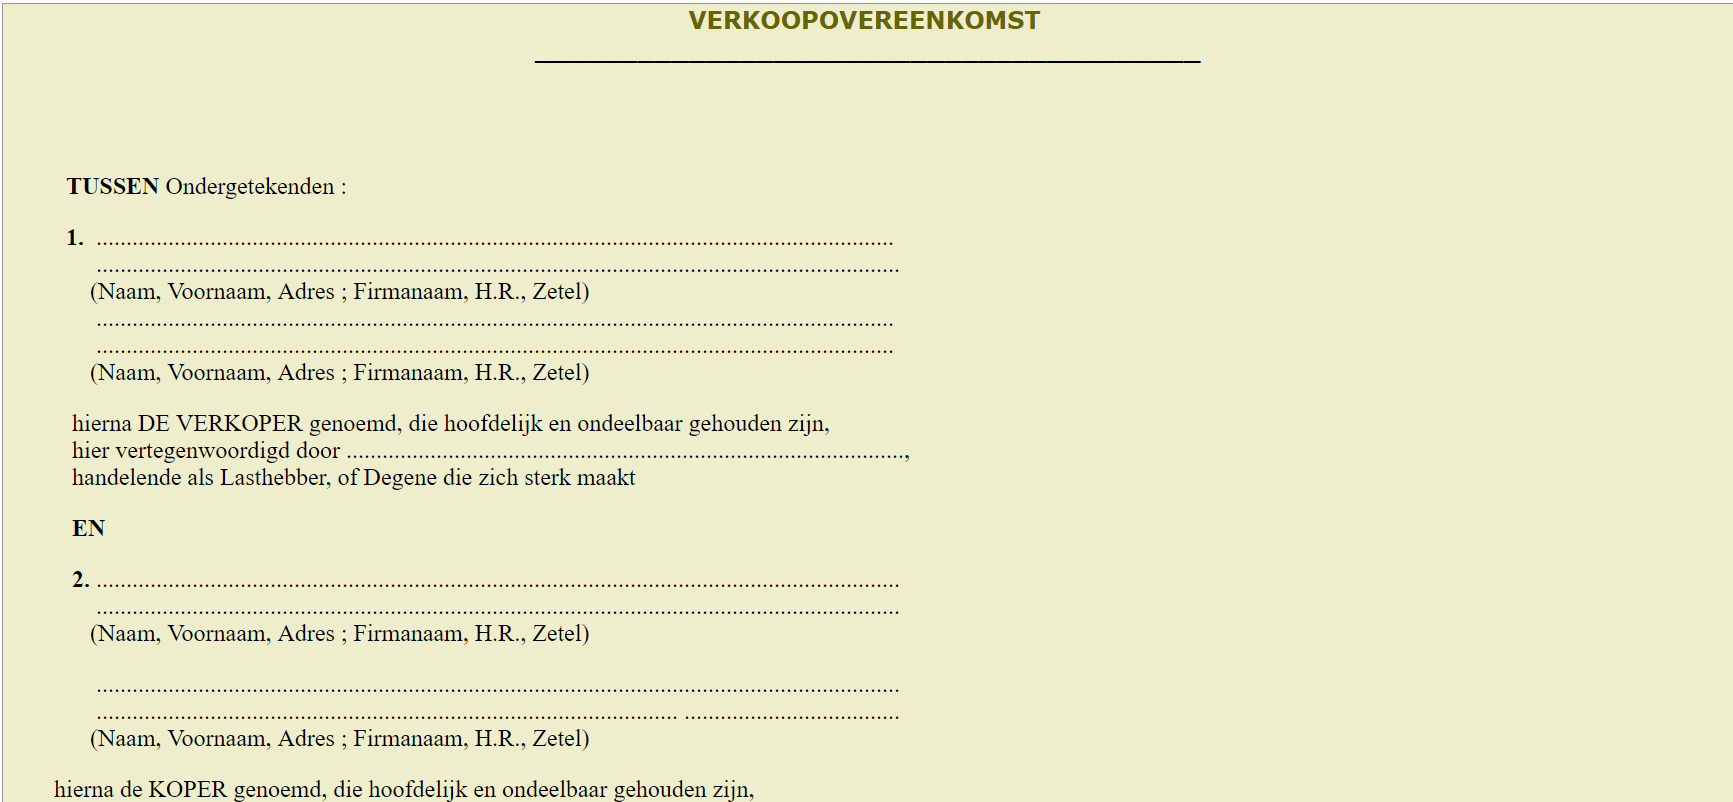 VERKOOPOVEREENKOMST
TUSSEN Ondergetekenden :
1. ........................................................................................................................................
.........................................................................................................................................
(Naam, Voornaam, Adres ; Firmanaam, H.R., Zetel)
........................................................................................................................................
........................................................................................................................................
(Naam, Voornaam, Adres ; Firmanaam, H.R., Zetel)
hierna DE VERKOPER genoemd, die hoofdelijk en ondeelbaar gehouden zijn,
hier vertegenwoordigd door ..............................................................................................,
handelende als Lasthebber, of Degene die zich sterk maakt
EN
2. .........................................................................................................................................
.........................................................................................................................................
(Naam, Voornaam, Adres ; Firmanaam, H.R., Zetel)
.........................................................................................................................................
................................................................................................... .....................................
(Naam, Voornaam, Adres ; Firmanaam, H.R., Zetel)
hierna de KOPER genoemd, die hoofdelijk en ondeelbaar gehouden zijn,